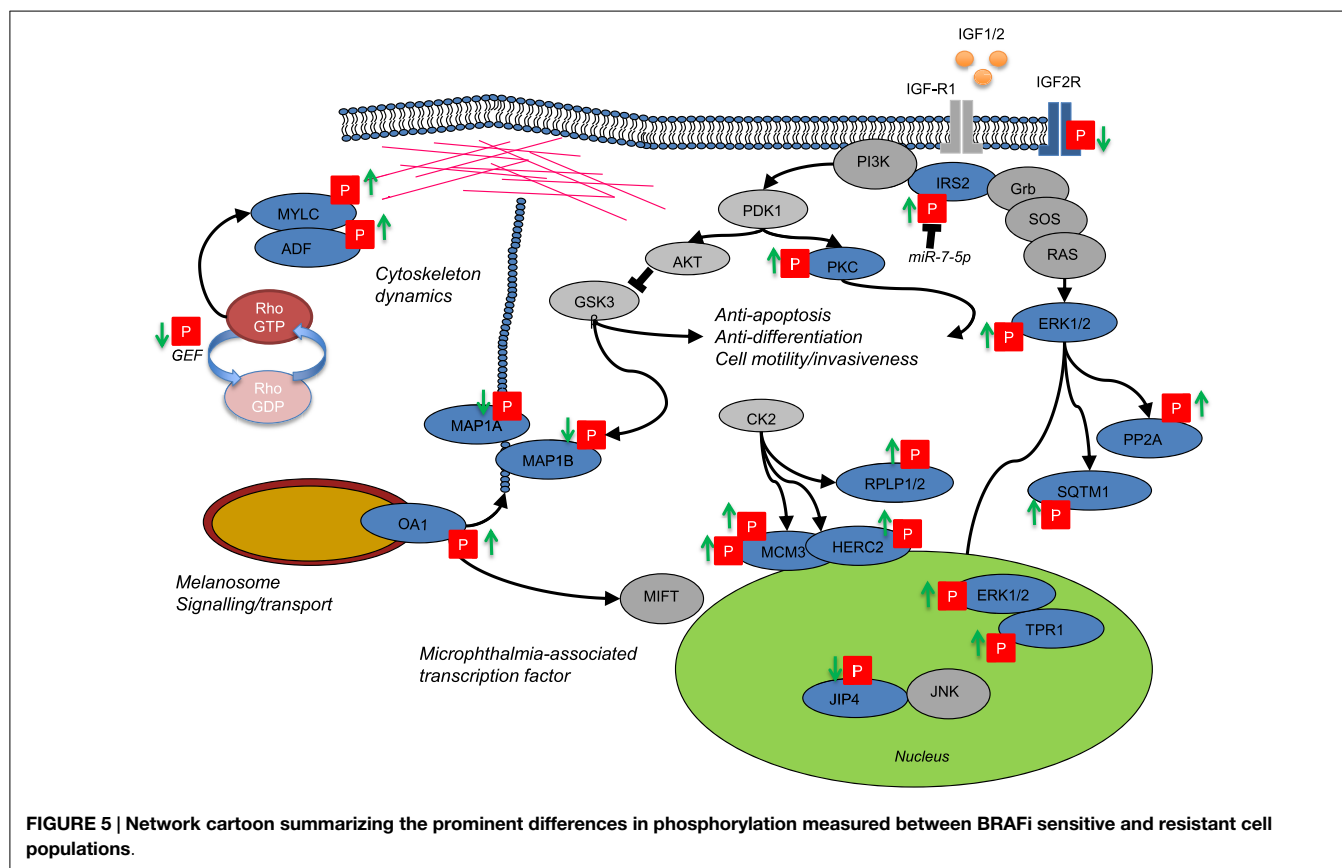 IGF1/2
IGF-R1
IGF2R
P
PI3K
IRS2
P
Grb
SOS
RAS
miR-7-5p
PDK1
AKT
P
PKC
GSK3
P
MYLC
P
ADF
Cytoskeleton
dynamics
Rho
GTP
P
GEF
Rho
GDP
Anti-apoptosis
Anti-differentiation
Cell motility/invasiveness
P
ERK1/2
P
MAP1A
P
MAP1B
CK2
P
RPLP1/2
P
PP2A
SQTM1
P
OA1
P
P
P
MCM3
HERC2
P
Melanosome
Signalling/transport
MIFT
Microphthalmia-associated
transcription factor
P
ERK1/2
TPR1
P
P
JIP4
JNK
Nucleus
FIGURE 5 | Network cartoon summarizing the prominent differences in phosphorylation measured between BRAFi sensitive and resistant cell
populations.